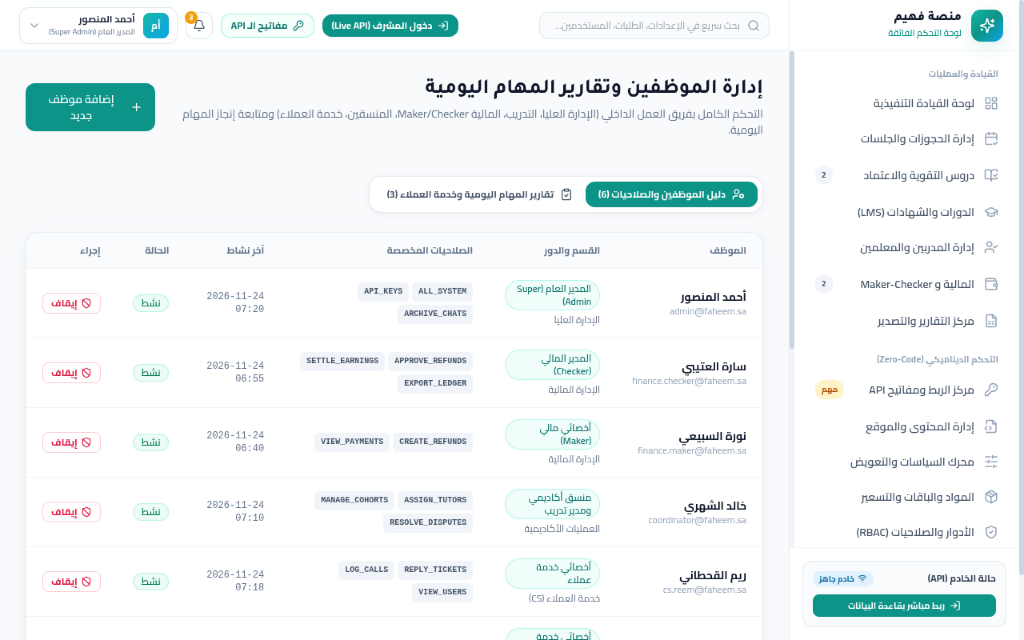 منصة فهيم
لوحة التحكم الفائقة
القيادة والعمليات
لوحة القيادة التنفيذية
إدارة الحجوزات والجلسات
دروس التقوية والاعتماد 2
الدورات والشهادات (LMS)
إدارة المدربين والمعلمين
المالية و Maker-Checker 2
مركز التقارير والتصدير
التحكم الديناميكي (Zero-Code)
مركز الربط ومفاتيح API مهم
إدارة المحتوى والموقع
محرك السياسات والتعويض
المواد والباقات والتسعير
الأدوار والصلاحيات (RBAC)
حالة الخادم (API) خادم جاهز
ربط مباشر بقاعدة البيانات
بحث سريع في الإعدادات، الطلبات، المستخدمين...
دخول المشرف (Live API)
مفاتيح الـ API
3
أم
أحمد المنصور
المدير العام (Super Admin)
إدارة الموظفين وتقارير المهام اليومية
التحكم الكامل بفريق العمل الداخلي (الإدارة العليا، التدريب، المالية Maker/Checker، المنسقين، خدمة العملاء) ومتابعة إنجاز المهام
اليومية.
إضافة موظف
جديد
دليل الموظفين والصلاحيات (6)
تقارير المهام اليومية وخدمة العملاء (3)
الموظف القسم والدور الصلاحيات المخصصة آخر نشاط الحالة إجراء
أحمد المنصور
admin@faheem.sa
المدير العام (Super
Admin)
الإدارة العليا
ALL_SYSTEM API_KEYS
ARCHIVE_CHATS
2026-11-24
07:20
نشط
إيقاف
سارة العتيبي
finance.checker@faheem.sa
المدير المالي
(Checker)
الإدارة المالية
APPROVE_REFUNDS SETTLE_EARNINGS
EXPORT_LEDGER
2026-11-24
06:55
نشط
إيقاف
نورة السبيعي
finance.maker@faheem.sa
أخصائي مالي
(Maker)
الإدارة المالية
CREATE_REFUNDS VIEW_PAYMENTS
2026-11-24
06:40
نشط
إيقاف
خالد الشهري
coordinator@faheem.sa
منسق أكاديمي
ومدير تدريب
العمليات الأكاديمية
ASSIGN_TUTORS MANAGE_COHORTS
RESOLVE_DISPUTES
2026-11-24
07:10
نشط
إيقاف
ريم القحطاني
cs.reem@faheem.sa
أخصائي خدمة
عملاء
خدمة العملاء (CS)
REPLY_TICKETS LOG_CALLS
VIEW_USERS
2026-11-24
07:18
نشط
إيقاف
أخصائي خدمة